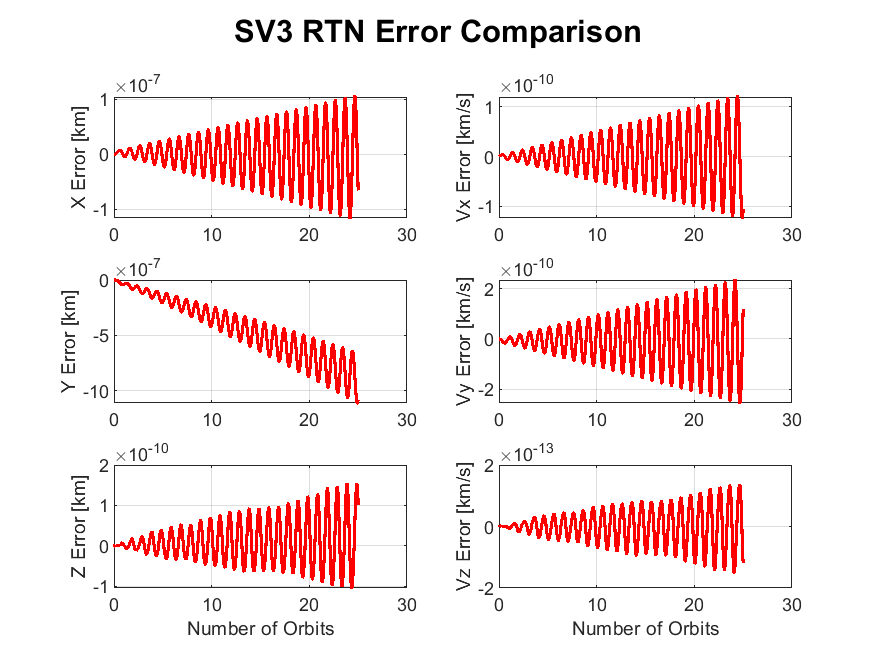 SV3 RTN Error Comparison
×10-7
X Error [km]
1
0
-1
0 10 20 30
×10-10
Vx Error [km/s]
1
0
-1
0 10 20 30
×10-7
Y Error [km]
0
-5
-10
0 10 20 30
×10-10
Vy Error [km/s]
2
0
-2
0 10 20 30
×10-10
Z Error [km]
2
1
0
-1
0 10 20 30
Number of Orbits
×10-13
Vz Error [km/s]
2
0
-2
0 10 20 30
Number of Orbits